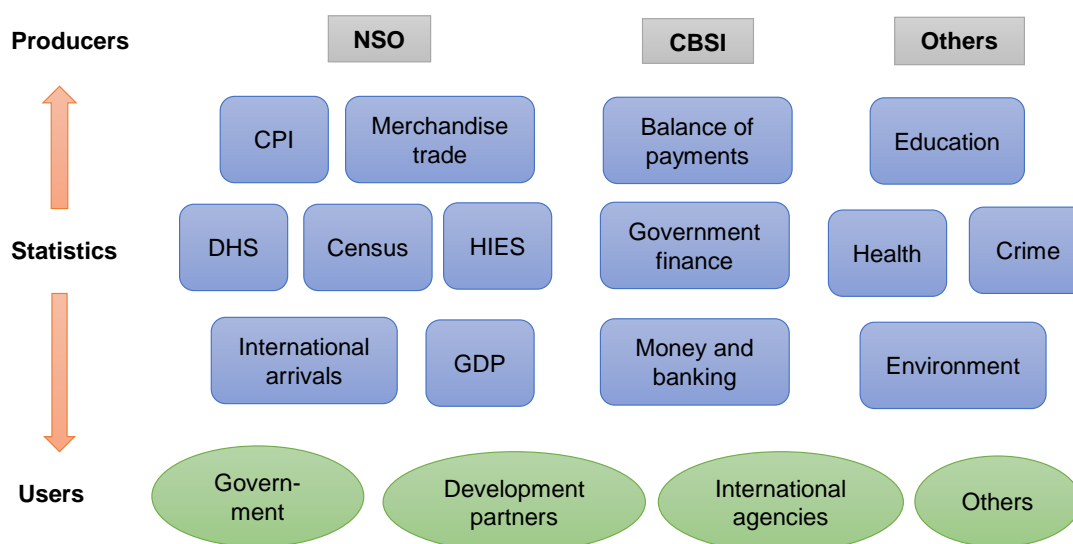 Producers
NSO
CBSI
Others
CPI
Merchandise
trade
Balance of
payments
Education
Statistics
DHS
Census
HIES
Government
finance
Health
Crime
International
arrivals
GDP
Money and
banking
Environment
Users
Govern-
ment
Development
partners
International
agencies
Others